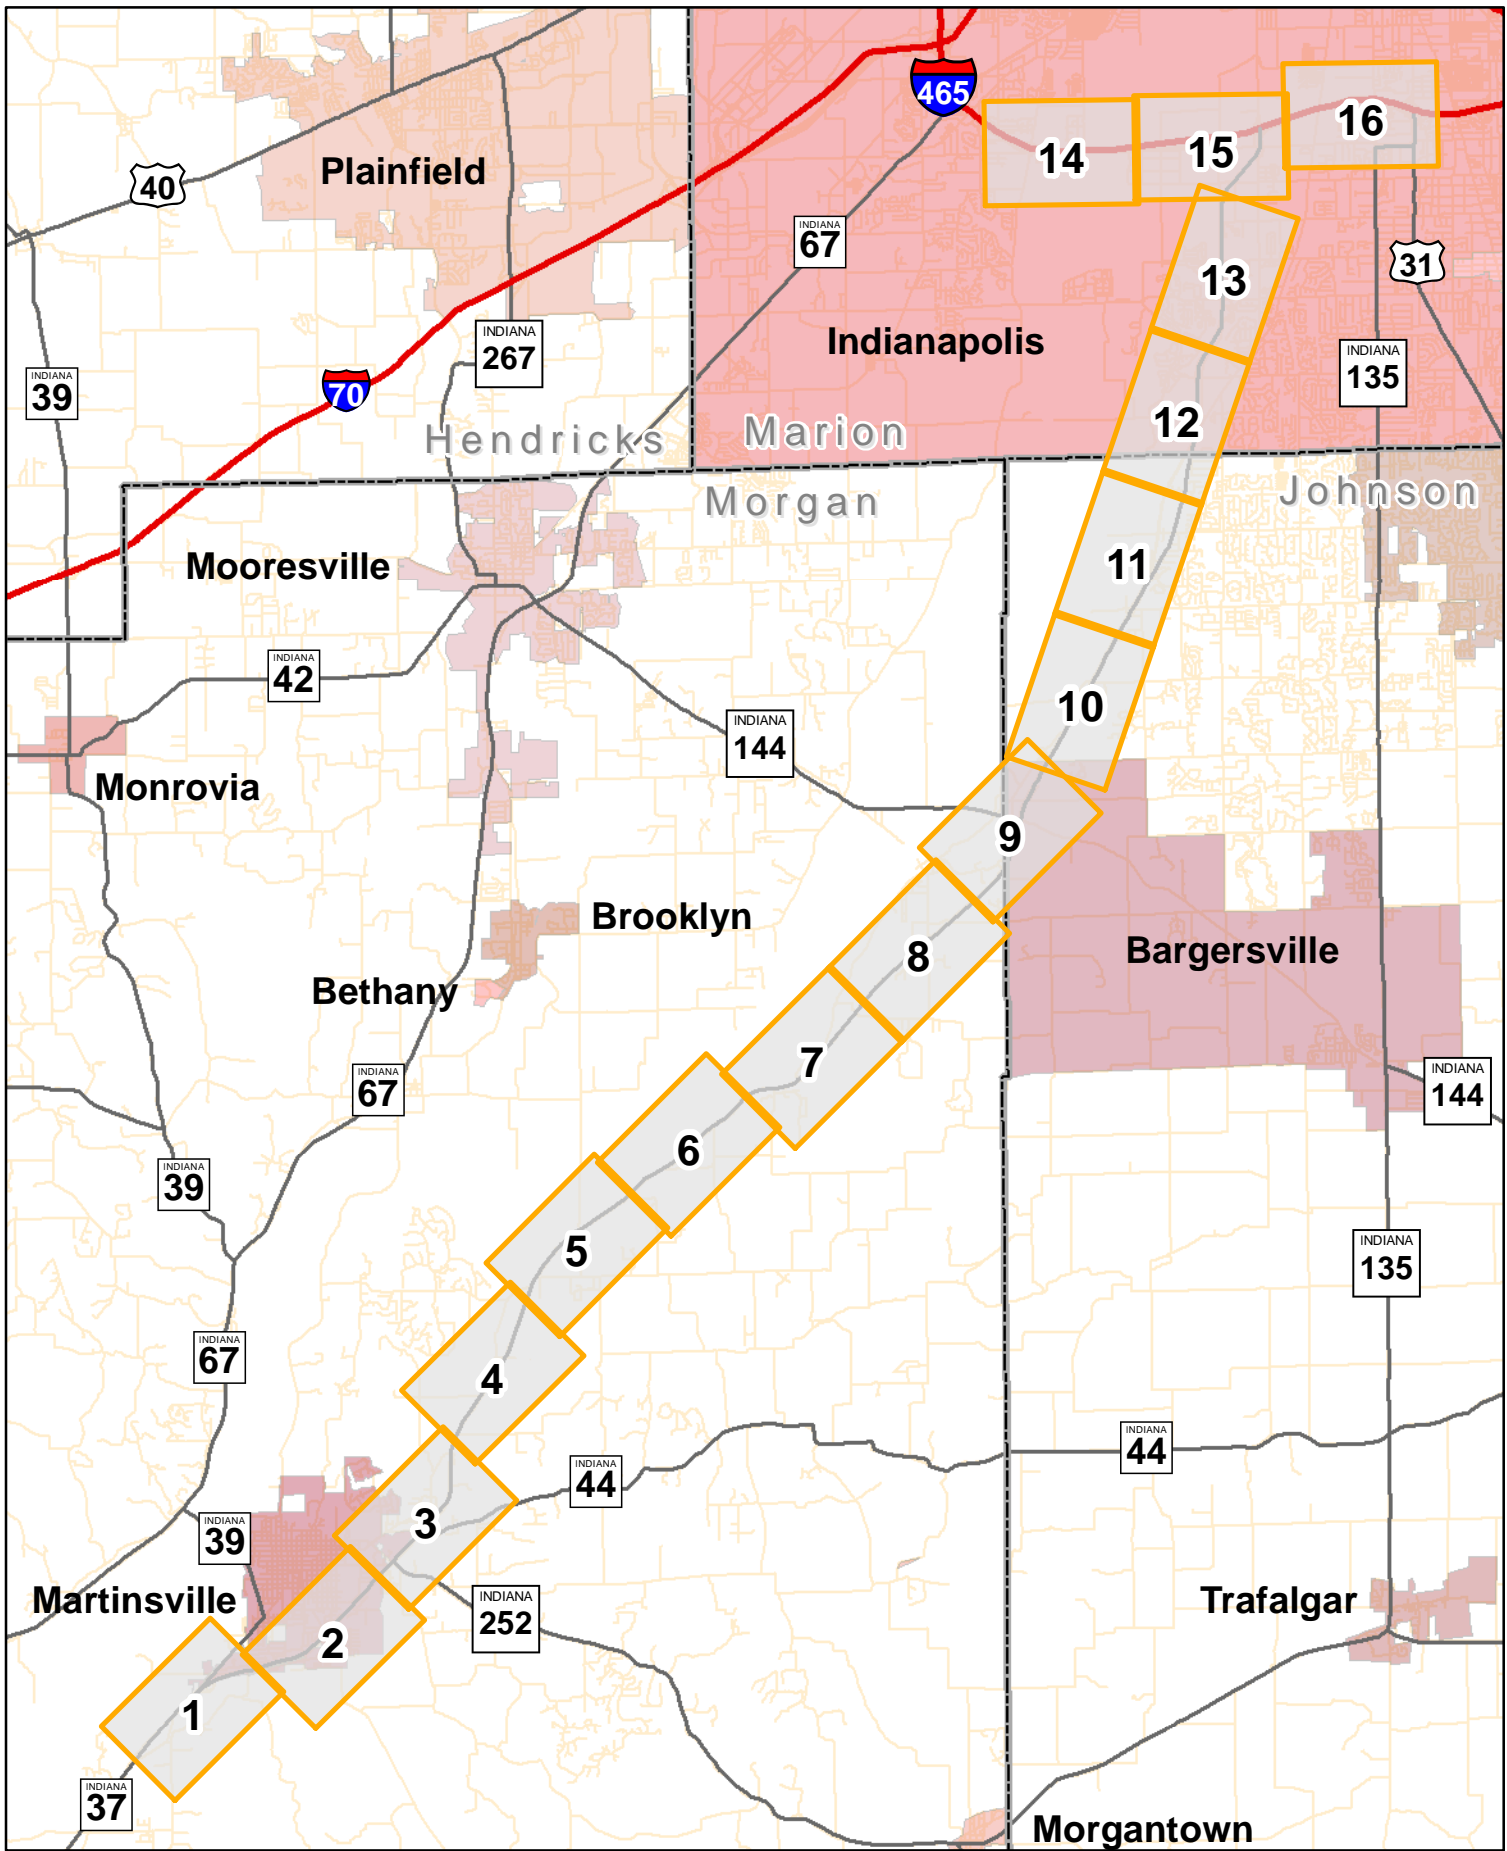 465
16
14
15
Plainfield
40
INDIANA
67
31
13
Indianapolis
INDIANA
267
INDIANA
135
INDIANA
39
70
12
Hendricks
Marion
Morgan
Johnson
Mooresville
11
INDIANA
42
10
INDIANA
144
Monrovia
9
Brooklyn
8
Bargersville
Bethany
7
INDIANA
67
INDIANA
144
6
INDIANA
39
5
INDIANA
135
INDIANA
67
4
INDIANA
44
INDIANA
44
3
INDIANA
39
Martinsville
INDIANA
252
Trafalgar
2
1
INDIANA
37
Morgantown